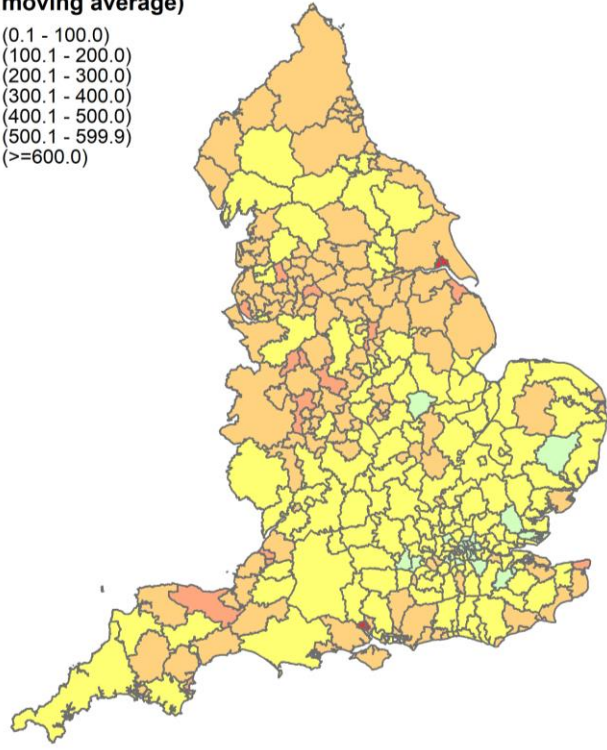 moving average)
(0.1 - 100.0)
(100.1 - 200.0)
(200.1 - 300.0)
(300.1 - 400.0)
(400.1 - 500.0)
(500.1 - 599.9)
(>=600.0)